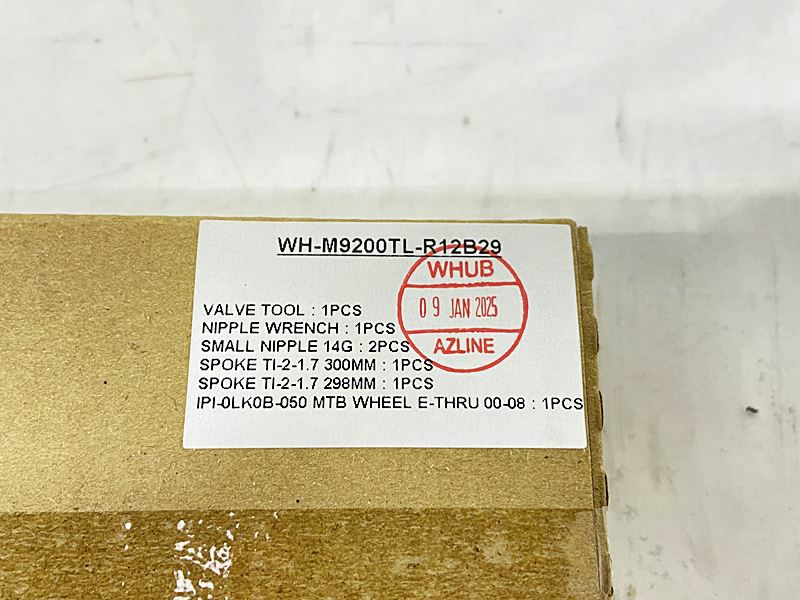 WH-M9200TL-R12B29
WHUB
09 JAN 2025
AZLINE
VALVE TOOL : 1PCS
NIPPLE WRENCH : 1PCS
SMALL NIPPLE 14G : 2PCS
SPOKE TI-2-1.7 300MM : 1PCS
SPOKE TI-2-1.7 298MM : 1PCS
IPI-0LK0B-050 MTB WHEEL E-THRU 00-08 : 1PCS